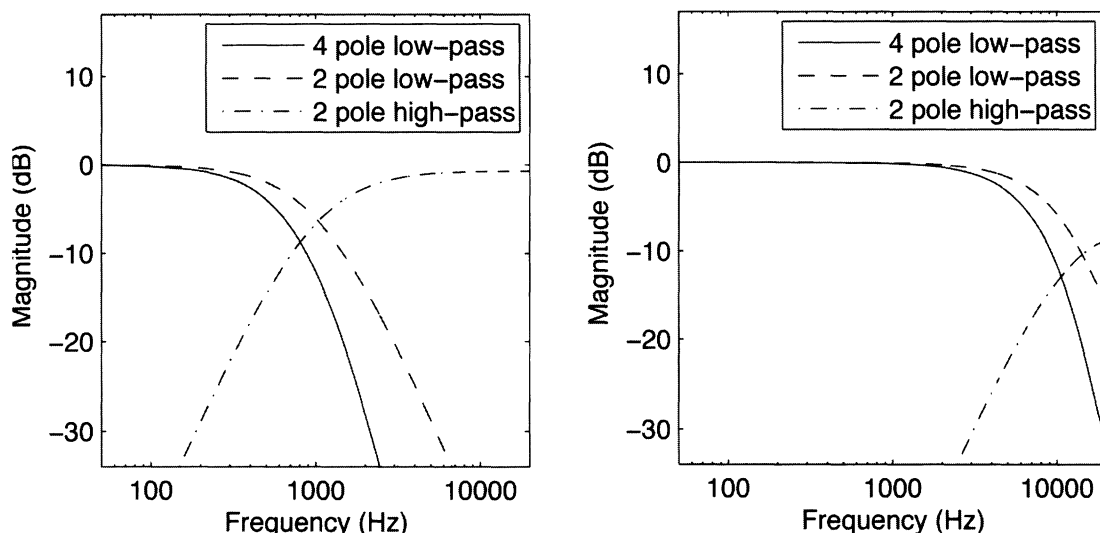 4 pole low-pass
2 pole low-pass
2 pole high-pass
10
0
-10
-20
-30
Magnitude (dB)
100
1000
10000
Frequency (Hz)
4 pole low-pass
2 pole low-pass
2 pole high-pass
10
0
-10
-20
-30
Magnitude (dB)
100
1000
10000
Frequency (Hz)